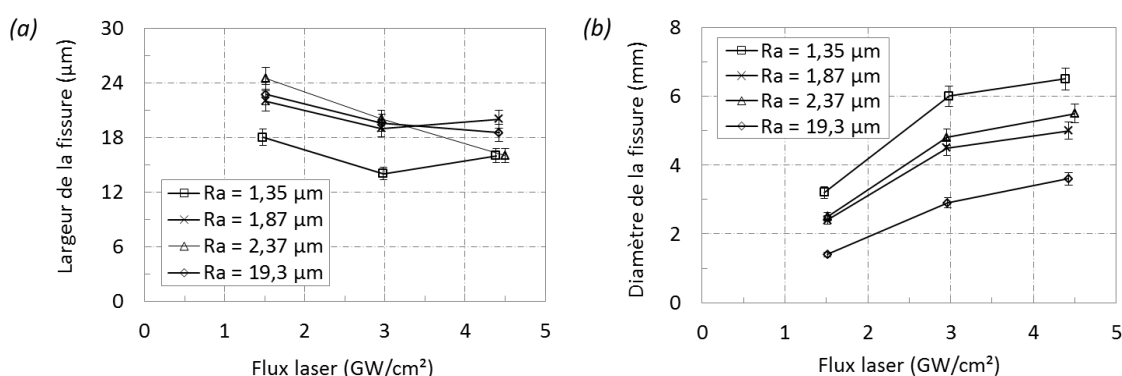 (a)
Largeur de la fissure (µm)
30
24
18
12
6
0
Ra = 1,35 µm
Ra = 1,87 µm
Ra = 2,37 µm
Ra = 19,3 µm
0 1 2 3 4 5
Flux laser (GW/cm²)
(b)
Diamètre de la fissure (mm)
8
6
4
2
0
Ra = 1,35 µm
Ra = 1,87 µm
Ra = 2,37 µm
Ra = 19,3 µm
0 1 2 3 4 5
Flux laser (GW/cm²)